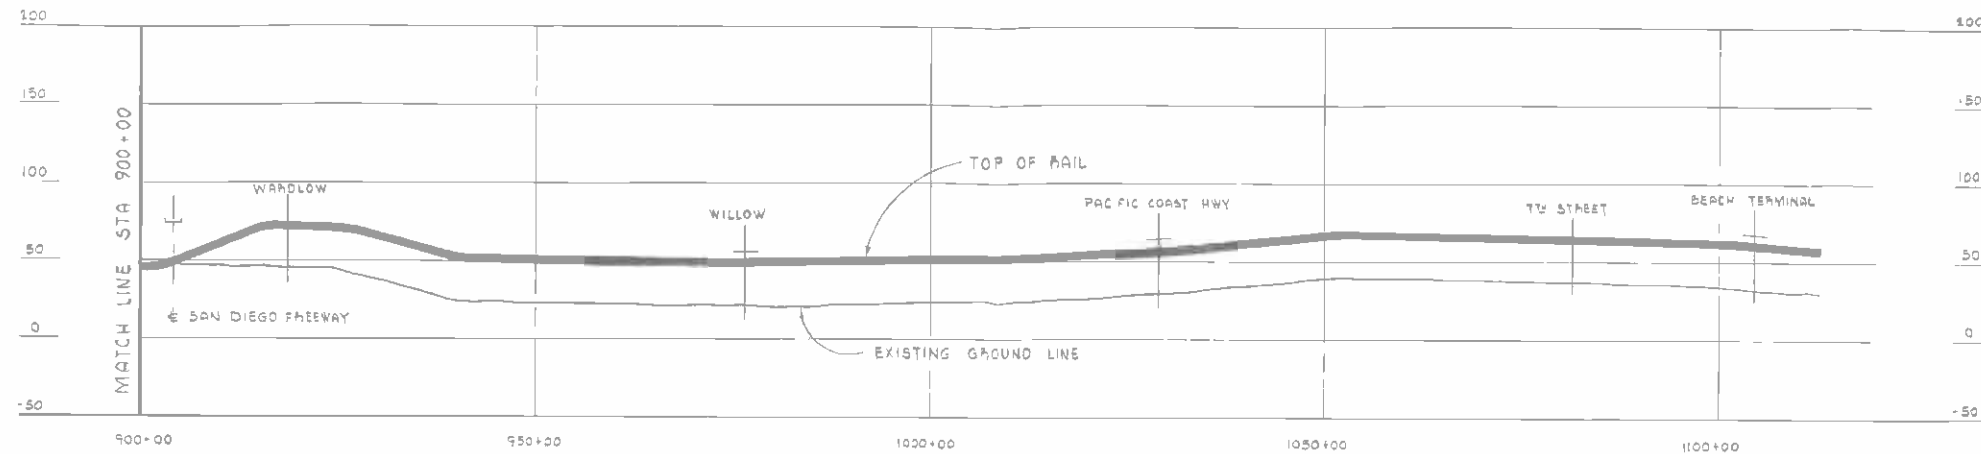 200
200
150
150
100
100
50
50
0
0
-50
-50
MATCH LINE STA 900+00
WARDLOW
WILLOW
TOP OF RAIL
PACIFIC COAST HWY
7TH STREET
BEACH TERMINAL
℄ SAN DIEGO FREEWAY
EXISTING GROUND LINE
900+00
950+00
1000+00
1050+00
1100+00